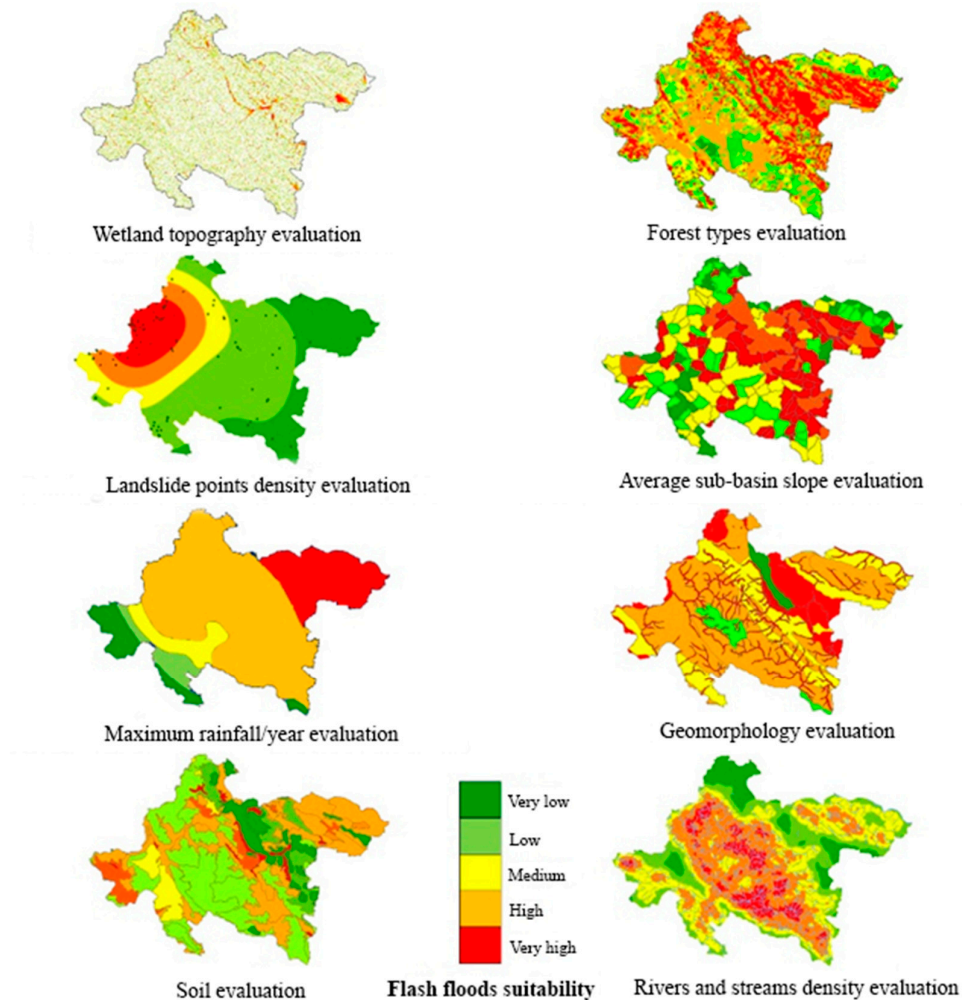 Wetland topography evaluation
Forest types evaluation
Landslide points density evaluation
Average sub-basin slope evaluation
Maximum rainfall/year evaluation
Geomorphology evaluation
Very low
Low
Medium
High
Very high
Soil evaluation
Flash floods suitability
Rivers and streams density evaluation